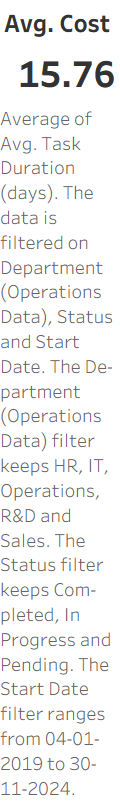 Avg. Cost
15.76
Average of
Avg. Task
Duration
(days). The
data is
filtered on
Department
(Operations
Data), Status
and Start
Date. The De-
partment
(Operations
Data) filter
keeps HR, IT,
Operations,
R&D and
Sales. The
Status filter
keeps Com-
pleted, In
Progress and
Pending. The
Start Date
filter ranges
from 04-01-
2019 to 30-
11-2024.